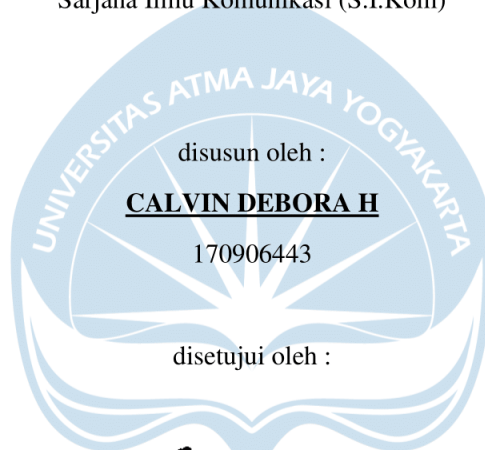 Sarjana Ilmu Komunikasi (S.I.Kom)
UNIVERSITAS ATMA JAYA YOGYAKARTA
disusun oleh :
CALVIN DEBORA H
170906443
disetujui oleh :